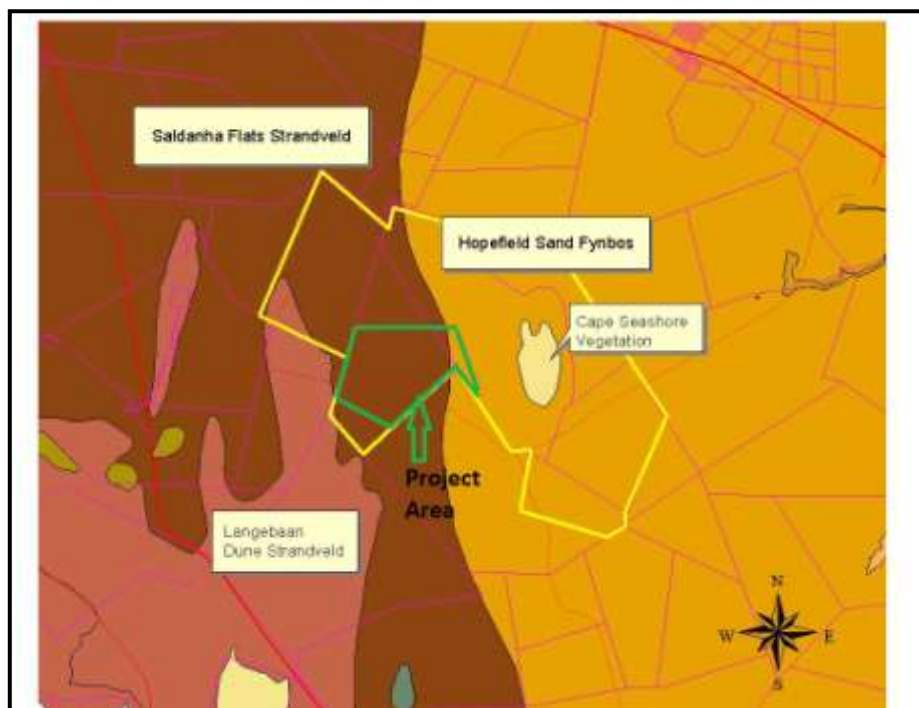 Saldanha Flats Strandveld
Hopefield Sand Fynbos
Cape Seashore
Vegetation
Project
Area
Langebaan
Dune Strandveld
N
W
E
S